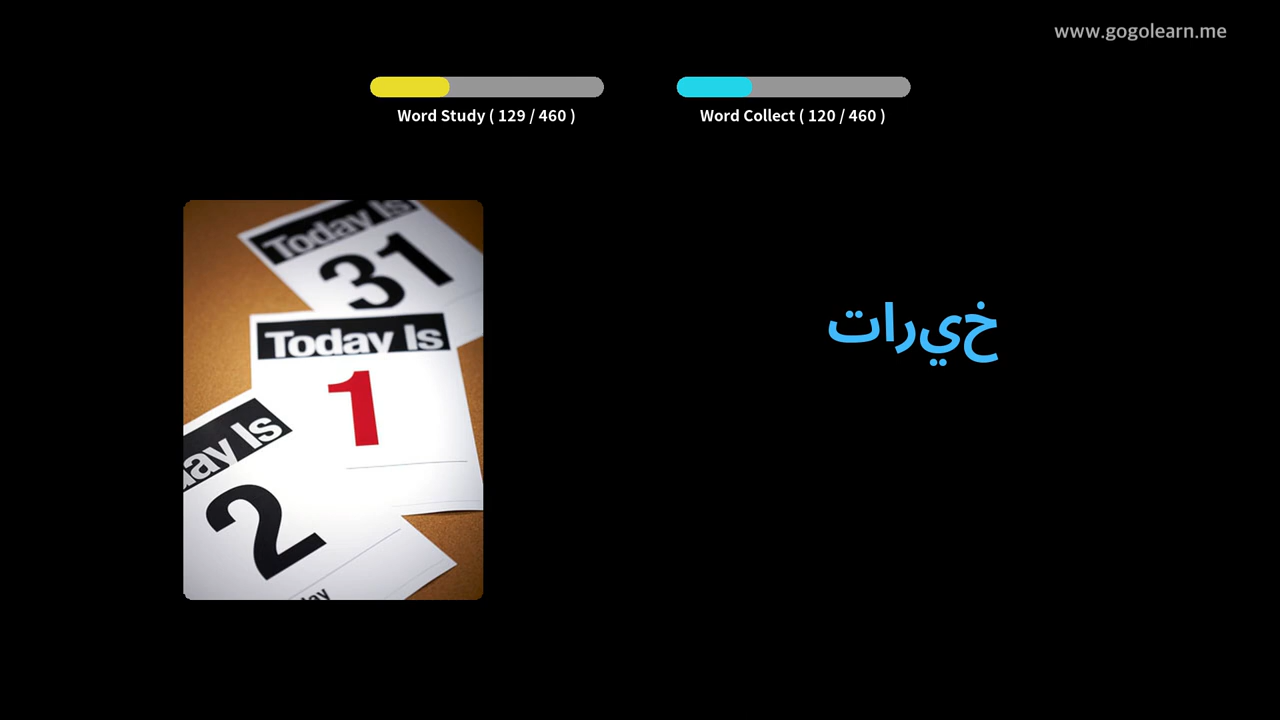 www.gogolearn.me
Word Study ( 129 / 460 )
Word Collect ( 120 / 460 )
Today Is
31
Today Is
1
ay Is
2
تاريخ